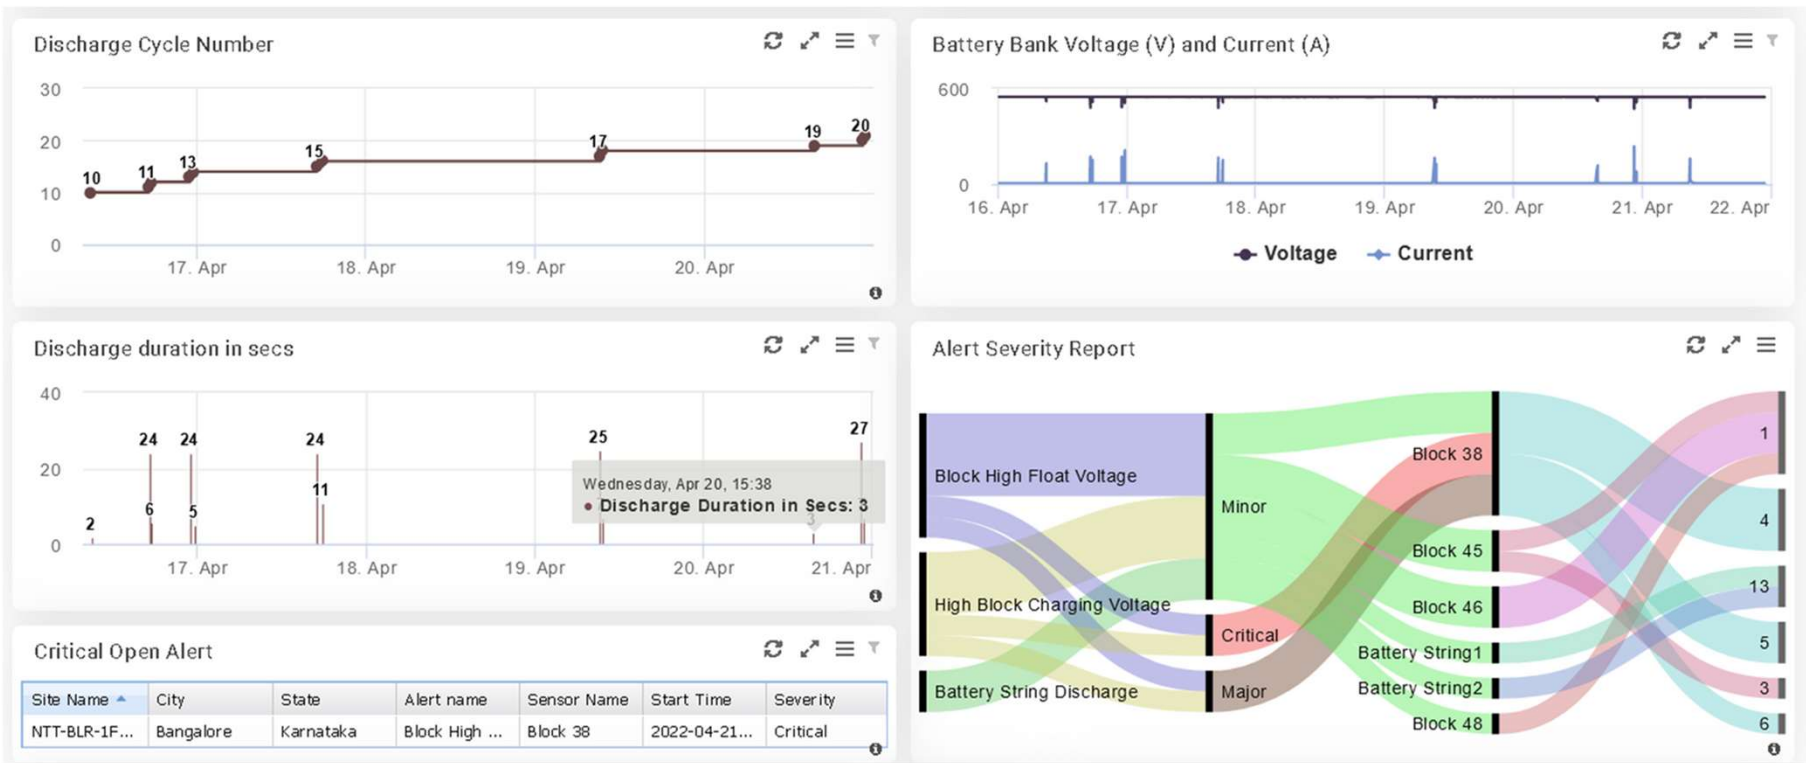 Discharge Cycle Number
30
20
10
0
10
11
13
15
17
19
20
17. Apr
18. Apr
19. Apr
20. Apr
Battery Bank Voltage (V) and Current (A)
600
0
16. Apr
17. Apr
18. Apr
19. Apr
20. Apr
21. Apr
22. Apr
Voltage
Current
Discharge duration in secs
40
20
0
2
24
6
24
5
24
11
25
27
Wednesday, Apr 20, 15:38
Discharge Duration in Secs: 3
3
17. Apr
18. Apr
19. Apr
20. Apr
21. Apr
Alert Severity Report
Block High Float Voltage
High Block Charging Voltage
Battery String Discharge
Minor
Critical
Major
Block 38
Block 45
Block 46
Battery String1
Battery String2
Block 48
1
4
13
5
3
6
Critical Open Alert
Site Name City State Alert name Sensor Name Start Time Severity
NTT-BLR-1F... Bangalore Karnataka Block High ... Block 38 2022-04-21... Critical